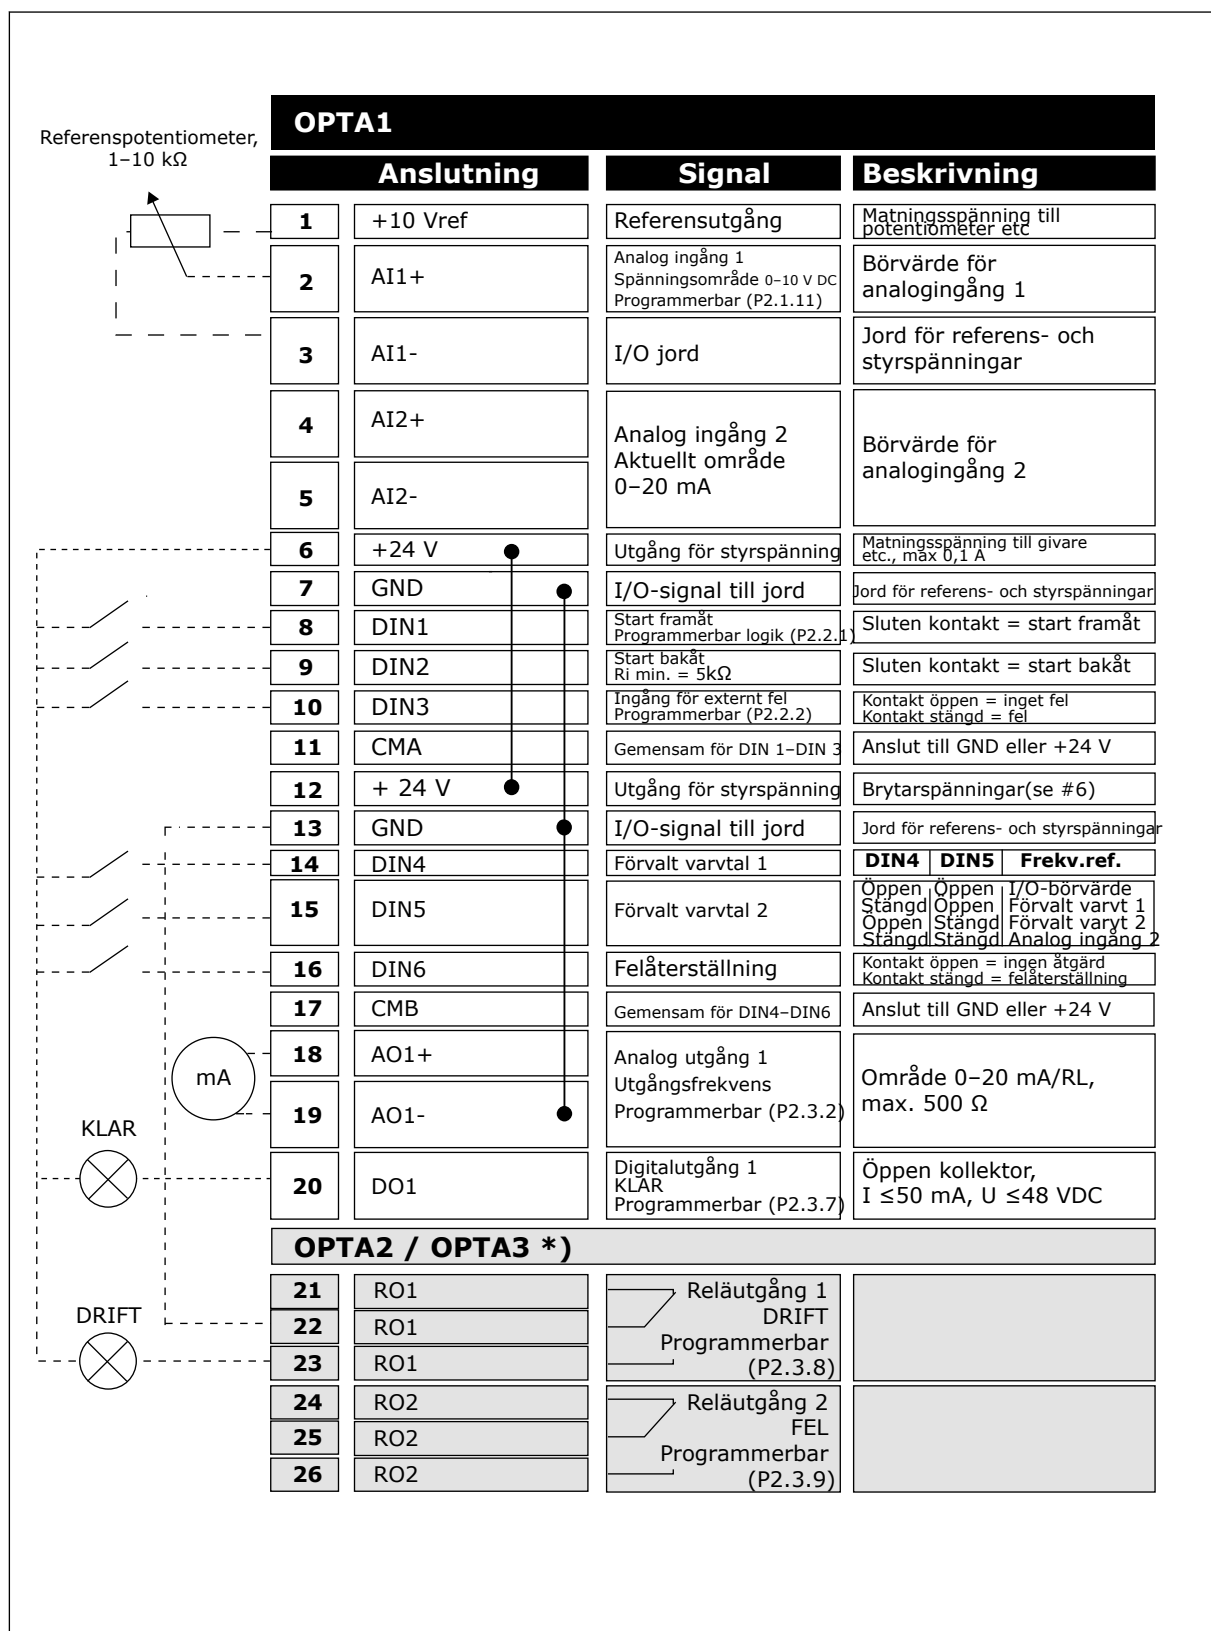 OPTA1
Referenspotentiometer,
1–10 kΩ
Anslutning Signal Beskrivning
1 +10 Vref Referensutgång Matningsspänning till
potentiometer etc
2 AI1+ Analog ingång 1
Spänningsområde 0–10 V DC
Programmerbar (P2.1.11)
Börvärde för
analogingång 1
3 AI1- I/O jord Jord för referens- och
styrspänningar
4 AI2+
Analog ingång 2
Aktuellt område
0–20 mA
Börvärde för
analogingång 2
5 AI2-
6 +24 V Utgång för styrspänning Matningsspänning till givare
etc., max 0,1 A
7 GND I/O-signal till jord Jord för referens- och styrspänningar
8 DIN1 Start framåt
Programmerbar logik (P2.2.1)
Sluten kontakt = start framåt
9 DIN2 Start bakåt
Ri min. = 5kΩ
Sluten kontakt = start bakåt
10 DIN3 Ingång för externt fel
Programmerbar (P2.2.2)
Kontakt öppen = inget fel
Kontakt stängd = fel
11 CMA Gemensam för DIN 1–DIN 3 Anslut till GND eller +24 V
12 + 24 V Utgång för styrspänning Brytarspänningar(se #6)
13 GND I/O-signal till jord Jord för referens- och styrspänningar
14 DIN4 Förvalt varvtal 1 DIN4 DIN5 Frekv.ref.
15 DIN5 Förvalt varvtal 2
Öppen Öppen I/O-börvärde
Stängd Öppen Förvalt varvt 1
Öppen Stängd Förvalt varvt 2
Stängd Stängd Analog ingång 2
16 DIN6 Felåterställning Kontakt öppen = ingen åtgärd
Kontakt stängd = felåterställning
17 CMB Gemensam för DIN4–DIN6 Anslut till GND eller +24 V
mA
18 AO1+
Analog utgång 1
Utgångsfrekvens
Programmerbar (P2.3.2)
Område 0–20 mA/RL,
max. 500 Ω
19 AO1-
KLAR
20 DO1 Digitalutgång 1
KLAR
Programmerbar (P2.3.7)
Öppen kollektor,
I ≤50 mA, U ≤48 VDC
OPTA2 / OPTA3 *)
21 RO1 Reläutgång 1
DRIFT
22 RO1 DRIFT
Programmerbar
23 RO1 (P2.3.8)
24 RO2 Reläutgång 2
25 RO2 FEL
Programmerbar
26 RO2 (P2.3.9)